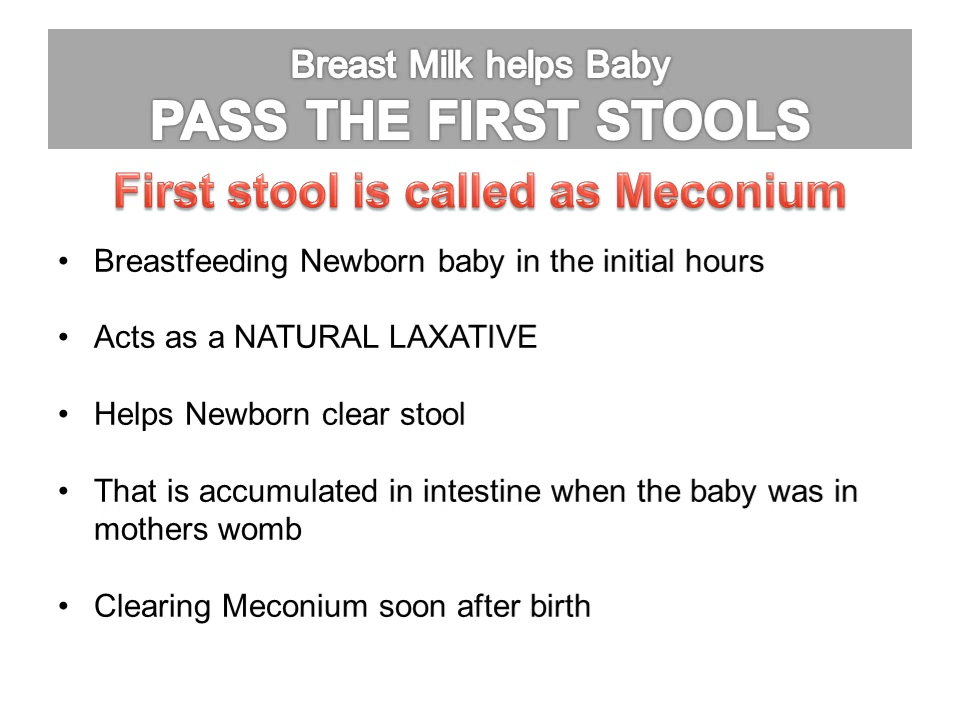 Breast Milk helps Baby
PASS THE FIRST STOOLS
First stool is called as Meconium
• Breastfeeding Newborn baby in the initial hours
• Acts as a NATURAL LAXATIVE
• Helps Newborn clear stool
• That is accumulated in intestine when the baby was in
mothers womb
• Clearing Meconium soon after birth